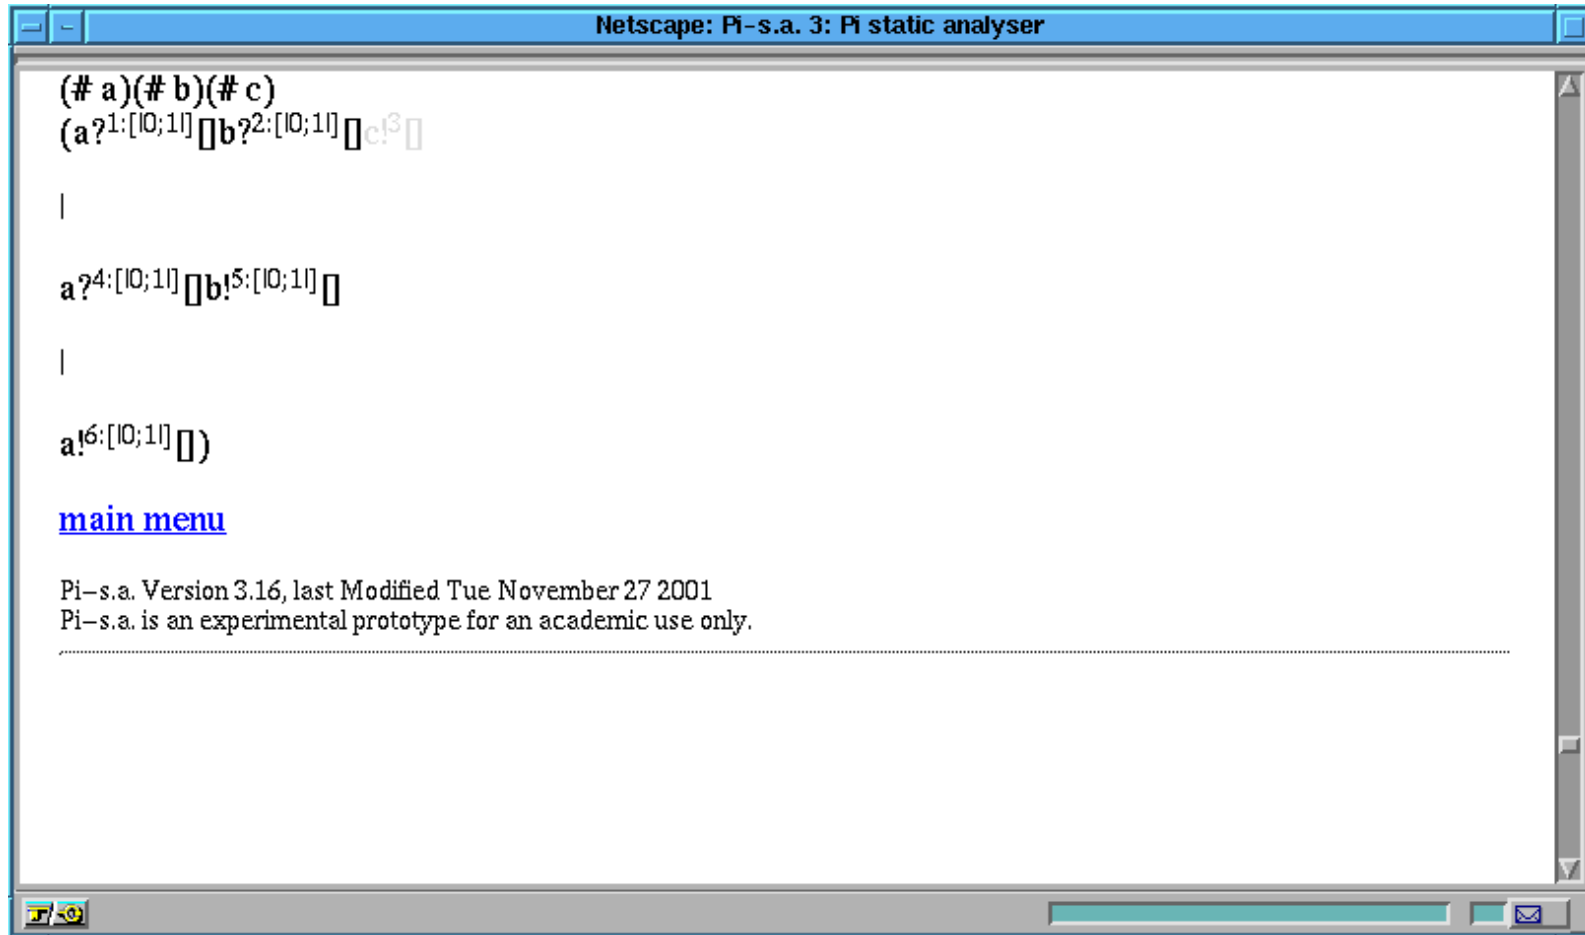 Netscape: Pi-s.a. 3: Pi static analyser
(# a)(# b)(# c)
(a?1:[|0;1|][]b?2:[|0;1|][]c!3[]
|
a?4:[|0;1|][]b!5:[|0;1|][]
|
a!6:[|0;1|][])
main menu
Pi-s.a. Version 3.16, last Modified Tue November 27 2001
Pi-s.a. is an experimental prototype for an academic use only.